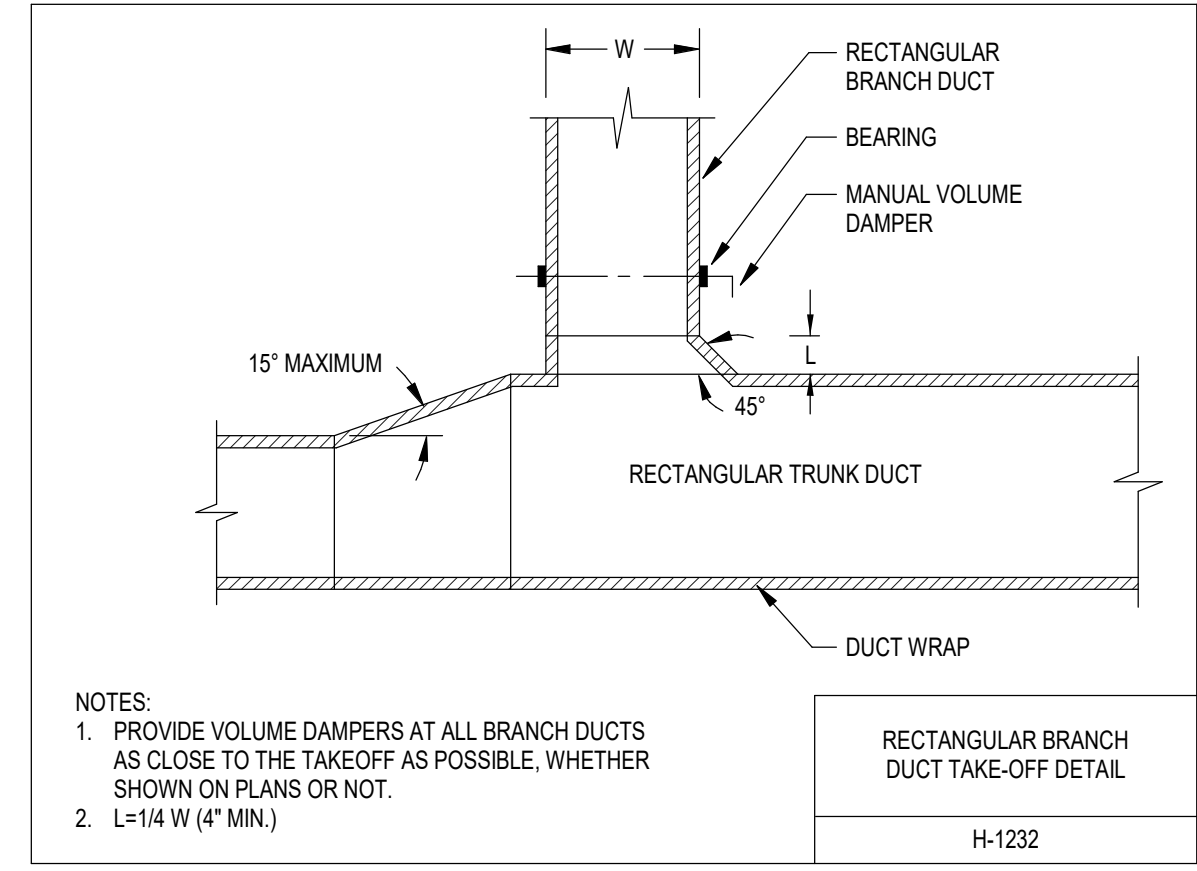 W
RECTANGULAR
BRANCH DUCT
BEARING
MANUAL VOLUME
DAMPER
15° MAXIMUM
L
45°
RECTANGULAR TRUNK DUCT
DUCT WRAP
NOTES:
1. PROVIDE VOLUME DAMPERS AT ALL BRANCH DUCTS
AS CLOSE TO THE TAKEOFF AS POSSIBLE, WHETHER
SHOWN ON PLANS OR NOT.
2. L=1/4 W (4" MIN.)
RECTANGULAR BRANCH
DUCT TAKE-OFF DETAIL
H-1232